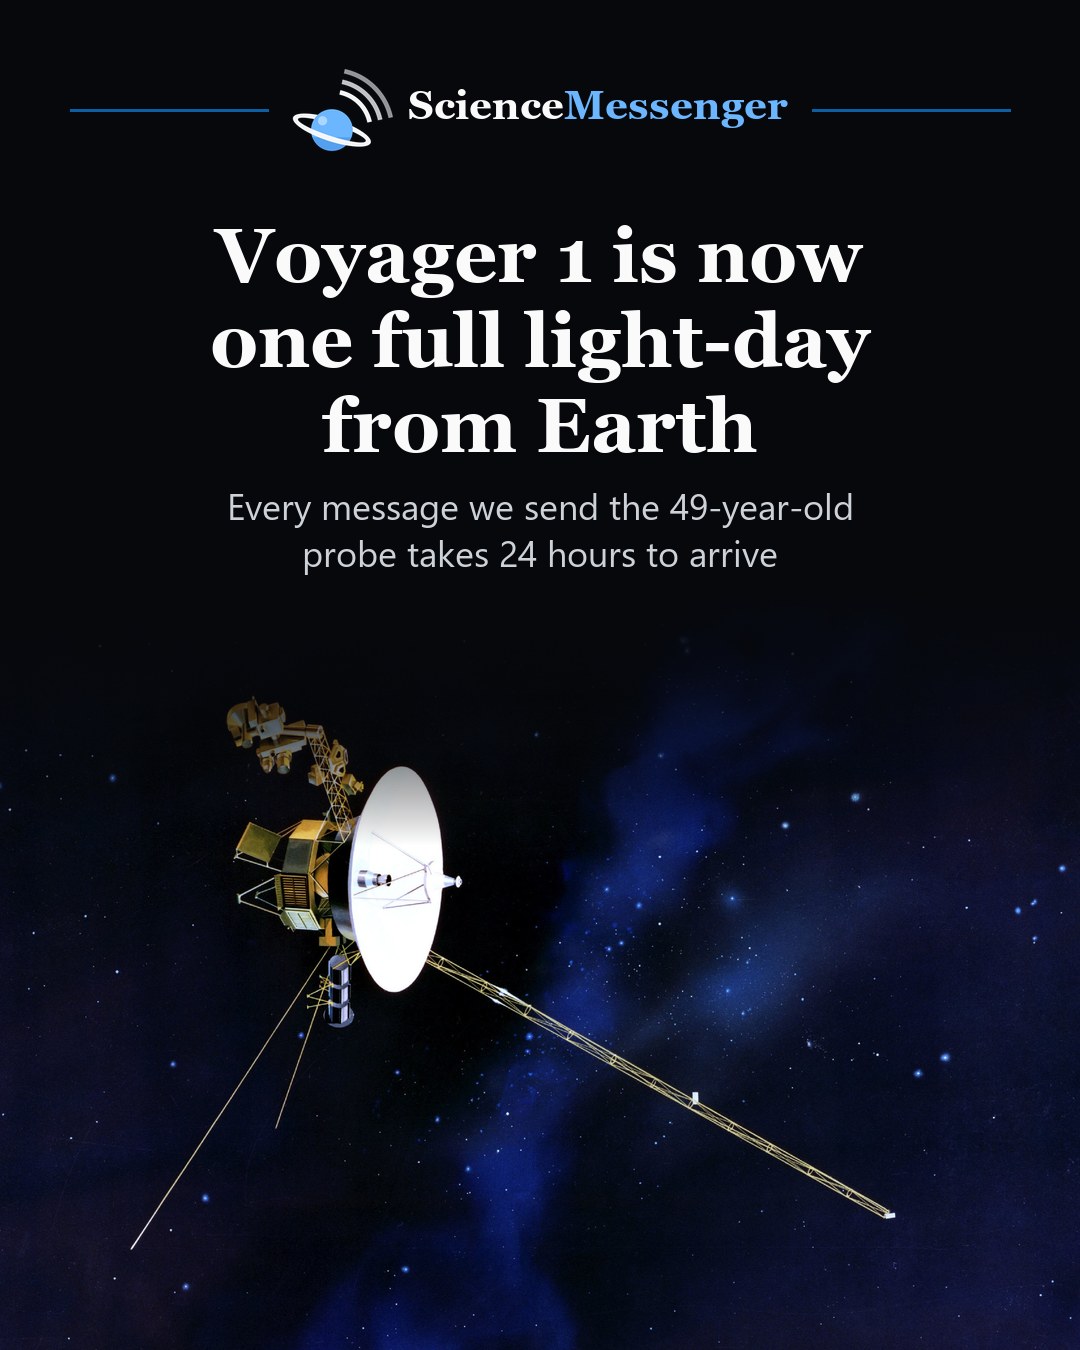 ScienceMessenger
Voyager 1 is now
one full light-day
from Earth
Every message we send the 49-year-old
probe takes 24 hours to arrive